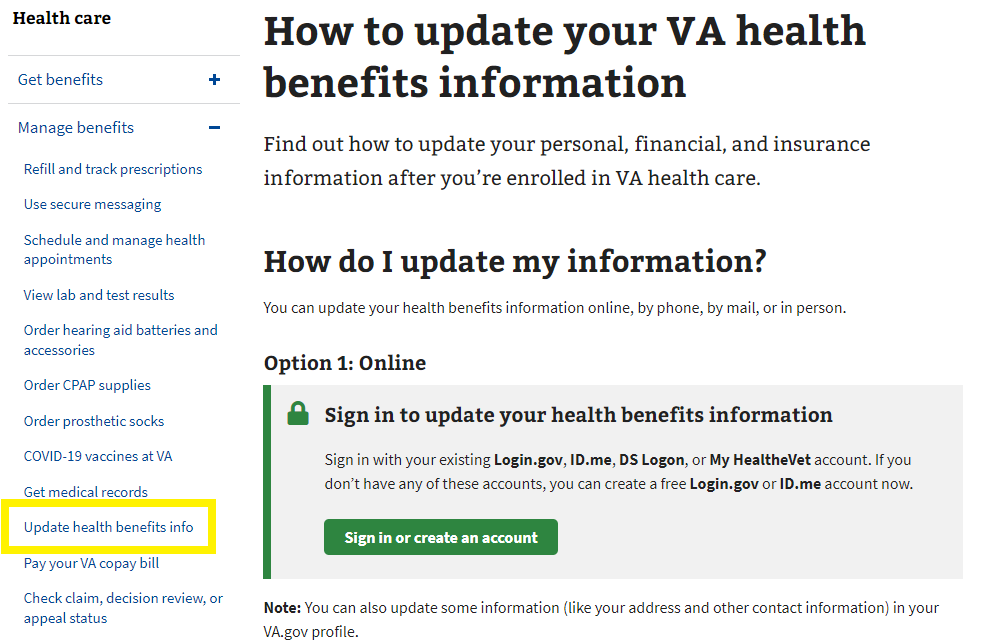 Health care
Get benefits
Manage benefits
Refill and track prescriptions
Use secure messaging
Schedule and manage health
appointments
View lab and test results
Order hearing aid batteries and
accessories
Order CPAP supplies
Order prosthetic socks
COVID-19 vaccines at VA
Get medical records
Update health benefits info
Pay your VA copay bill
Check claim, decision review, or
appeal status
How to update your VA health
benefits information
Find out how to update your personal, financial, and insurance
information after you’re enrolled in VA health care.
How do I update my information?
You can update your health benefits information online, by phone, by mail, or in person.
Option 1: Online
Sign in to update your health benefits information
Sign in with your existing Login.gov, ID.me, DS Logon, or My HealtheVet account. If you
don’t have any of these accounts, you can create a free Login.gov or ID.me account now.
Sign in or create an account
Note: You can also update some information (like your address and other contact information) in your
VA.gov profile.